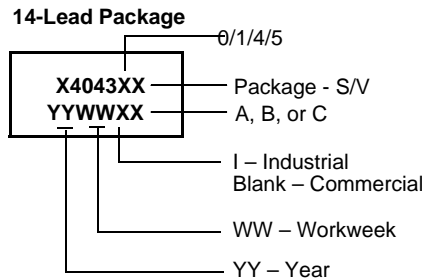 14-Lead Package
0/1/4/5
X4043XX
Package - S/V
YYWWXX
A, B, or C
I – Industrial
Blank – Commercial
WW – Workweek
YY – Year